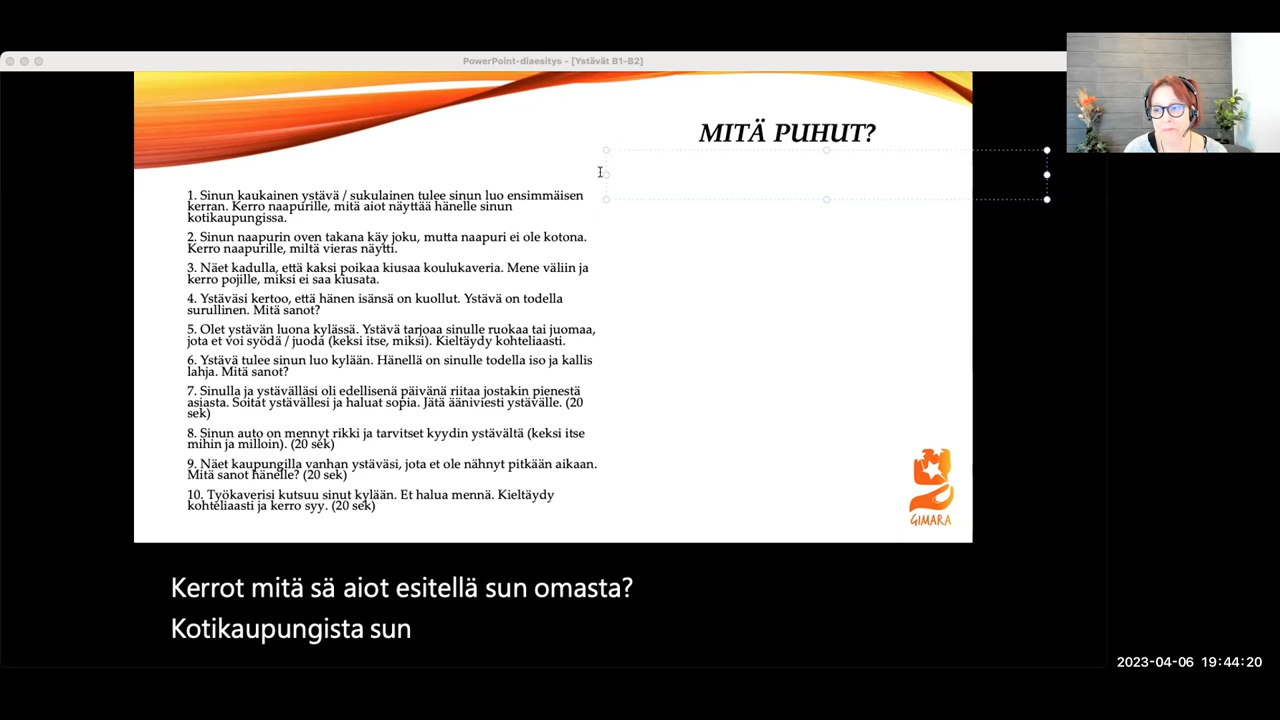 PowerPoint-diaesitys - [Ystävät B1-B2]
MITÄ PUHUT?
1. Sinun kaukainen ystävä / sukulainen tulee sinun luo ensimmäisen
kerran. Kerro naapurille, mitä aiot näyttää hänelle sinun
kotikaupungissa.
2. Sinun naapurin oven takana käy joku, mutta naapuri ei ole kotona.
Kerro naapurille, miltä vieras näytti.
3. Näet kadulla, että kaksi poikaa kiusaa koulukaveria. Mene väliin ja
kerro pojille, miksi ei saa kiusata.
4. Ystäväsi kertoo, että hänen isänsä on kuollut. Ystävä on todella
surullinen. Mitä sanot?
5. Olet ystävän luona kylässä. Ystävä tarjoaa sinulle ruokaa tai juomaa,
jota et voi syödä / juoda (keksi itse, miksi). Kieltäydy kohteliaasti.
6. Ystävä tulee sinun luo kylään. Hänellä on sinulle todella iso ja kallis
lahja. Mitä sanot?
7. Sinulla ja ystävälläsi oli edellisenä päivänä riitaa jostakin pienestä
asiasta. Soitat ystävällesi ja haluat sopia. Jätä ääniviesti ystävälle. (20
sek)
8. Sinun auto on mennyt rikki ja tarvitset kyydin ystävältä (keksi itse
mihin ja milloin). (20 sek)
9. Näet kaupungilla vanhan ystäväsi, jota et ole nähnyt pitkään aikaan.
Mitä sanot hänelle? (20 sek)
10. Työkaverisi kutsuu sinut kylään. Et halua mennä. Kieltäydy
kohteliaasti ja kerro syy. (20 sek)
GIMARA
Kerrot mitä sä aiot esitellä sun omasta?
Kotikaupungista sun
2023-04-06 19:44:20